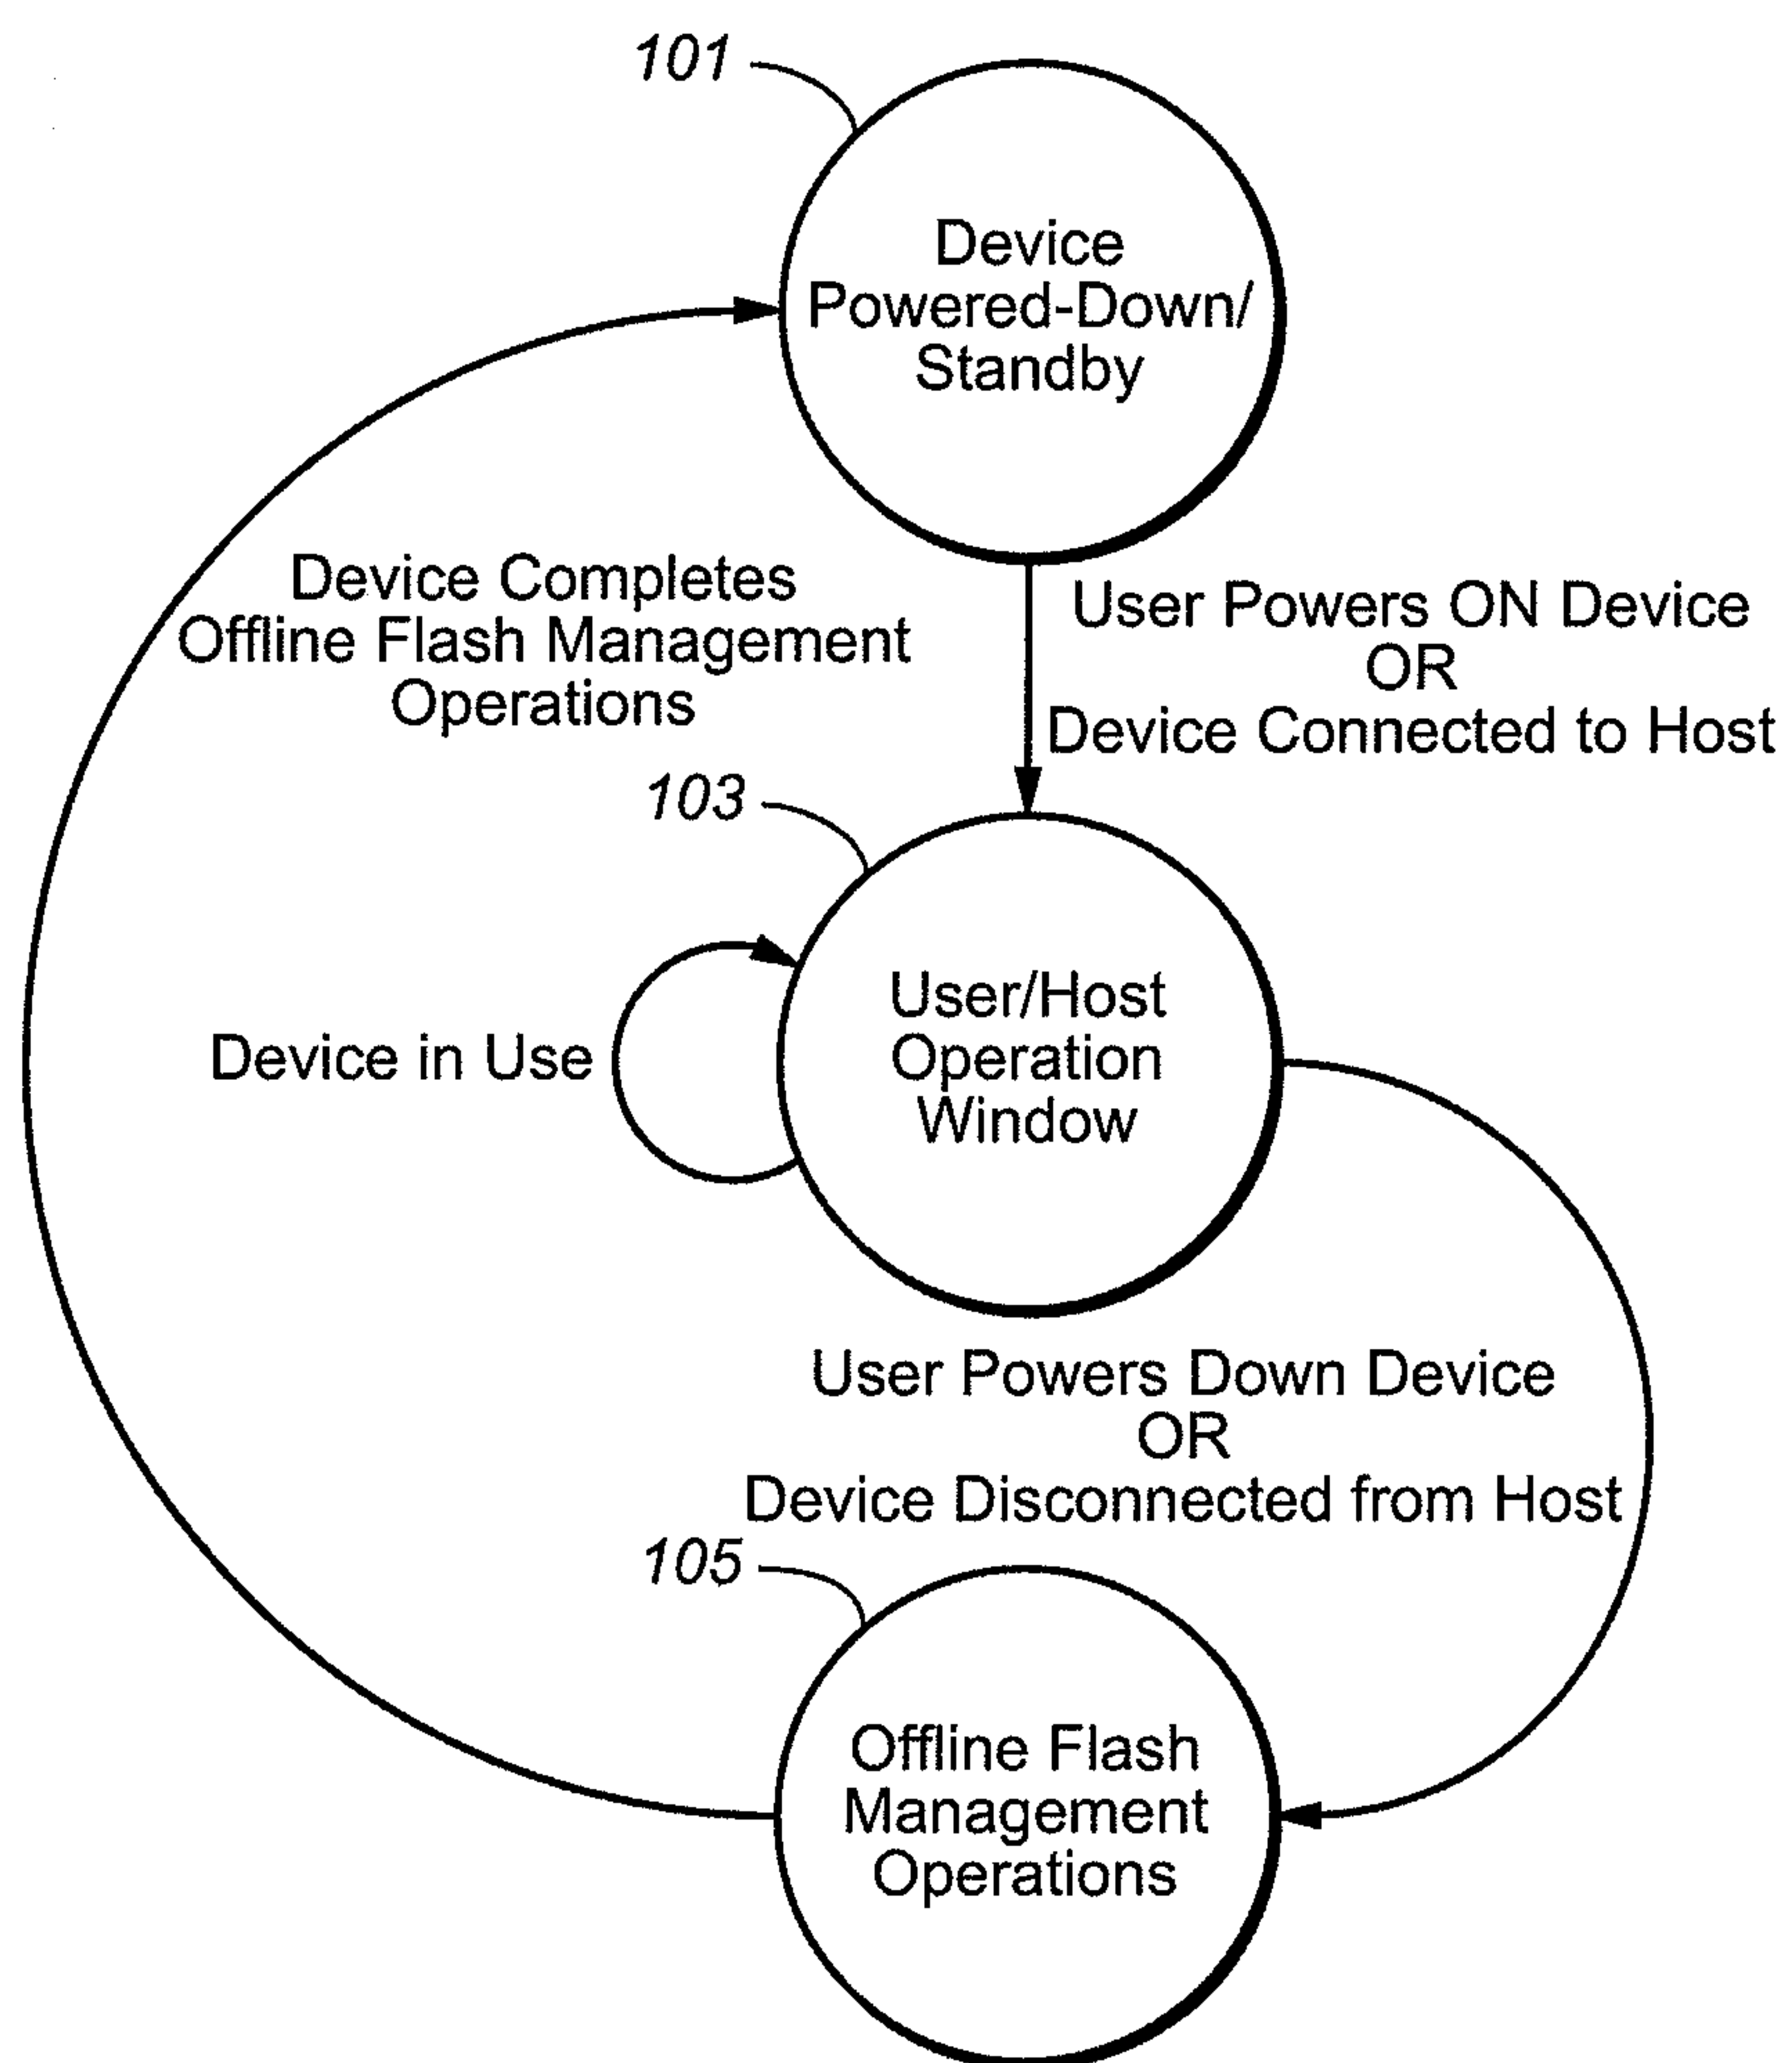 101
Device
Powered-Down/
Standby
Device Completes
Offline Flash Management
Operations
User Powers ON Device
OR
Device Connected to Host
103
User/Host
Operation
Window
Device in Use
User Powers Down Device
OR
Device Disconnected from Host
105
Offline Flash
Management
Operations